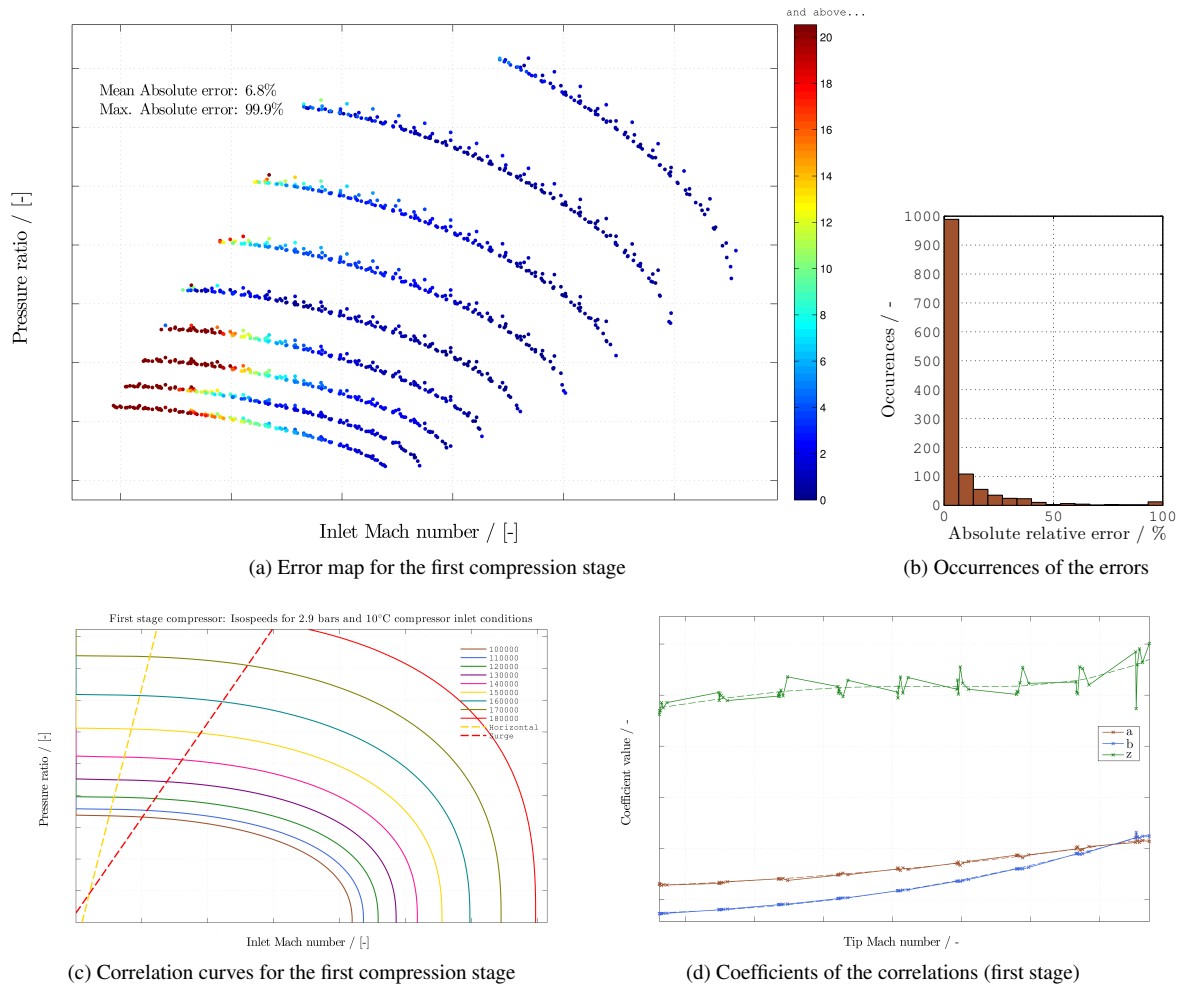 and above...
Mean Absolute error: 6.8%
Max. Absolute error: 99.9%
Pressure ratio / [-]
Inlet Mach number / [-]
20
18
16
14
12
10
8
6
4
2
0
(a) Error map for the first compression stage
1000
900
800
700
600
500
400
300
200
100
0
Occurences / -
0 50 100
Absolute relative error / %
(b) Occurrences of the errors
First stage compressor: Isospeeds for 2.9 bars and 10°C compressor inlet conditions
100000
110000
120000
130000
140000
150000
160000
170000
180000
Horizontal
Surge
Pressure ratio / [-]
Inlet Mach number / [-]
(c) Correlation curves for the first compression stage
Coefficient value / -
a
b
z
Tip Mach number / -
(d) Coefficients of the correlations (first stage)